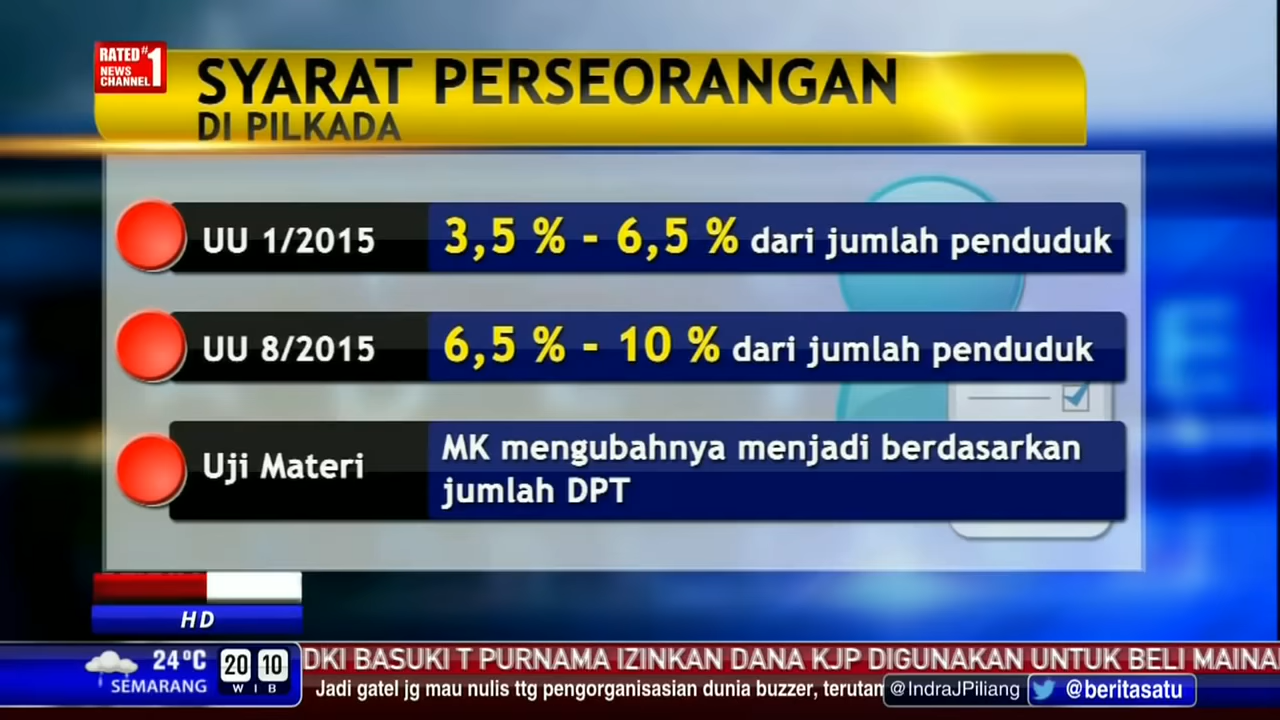 RATED #1
NEWS
CHANNEL
SYARAT PERSEORANGAN
DI PILKADA
UU 1/2015 3,5 % - 6,5 % dari jumlah penduduk
UU 8/2015 6,5 % - 10 % dari jumlah penduduk
Uji Materi MK mengubahnya menjadi berdasarkan
jumlah DPT
HD
24°C 20 10 DKI BASUKI T PURNAMA IZINKAN DANA KJP DIGUNAKAN UNTUK BELI MAINA
SEMARANG WIB Jadi gatel jg mau nulis ttg pengorganisasian dunia buzzer, terutam @IndraJPiliang @beritasatu